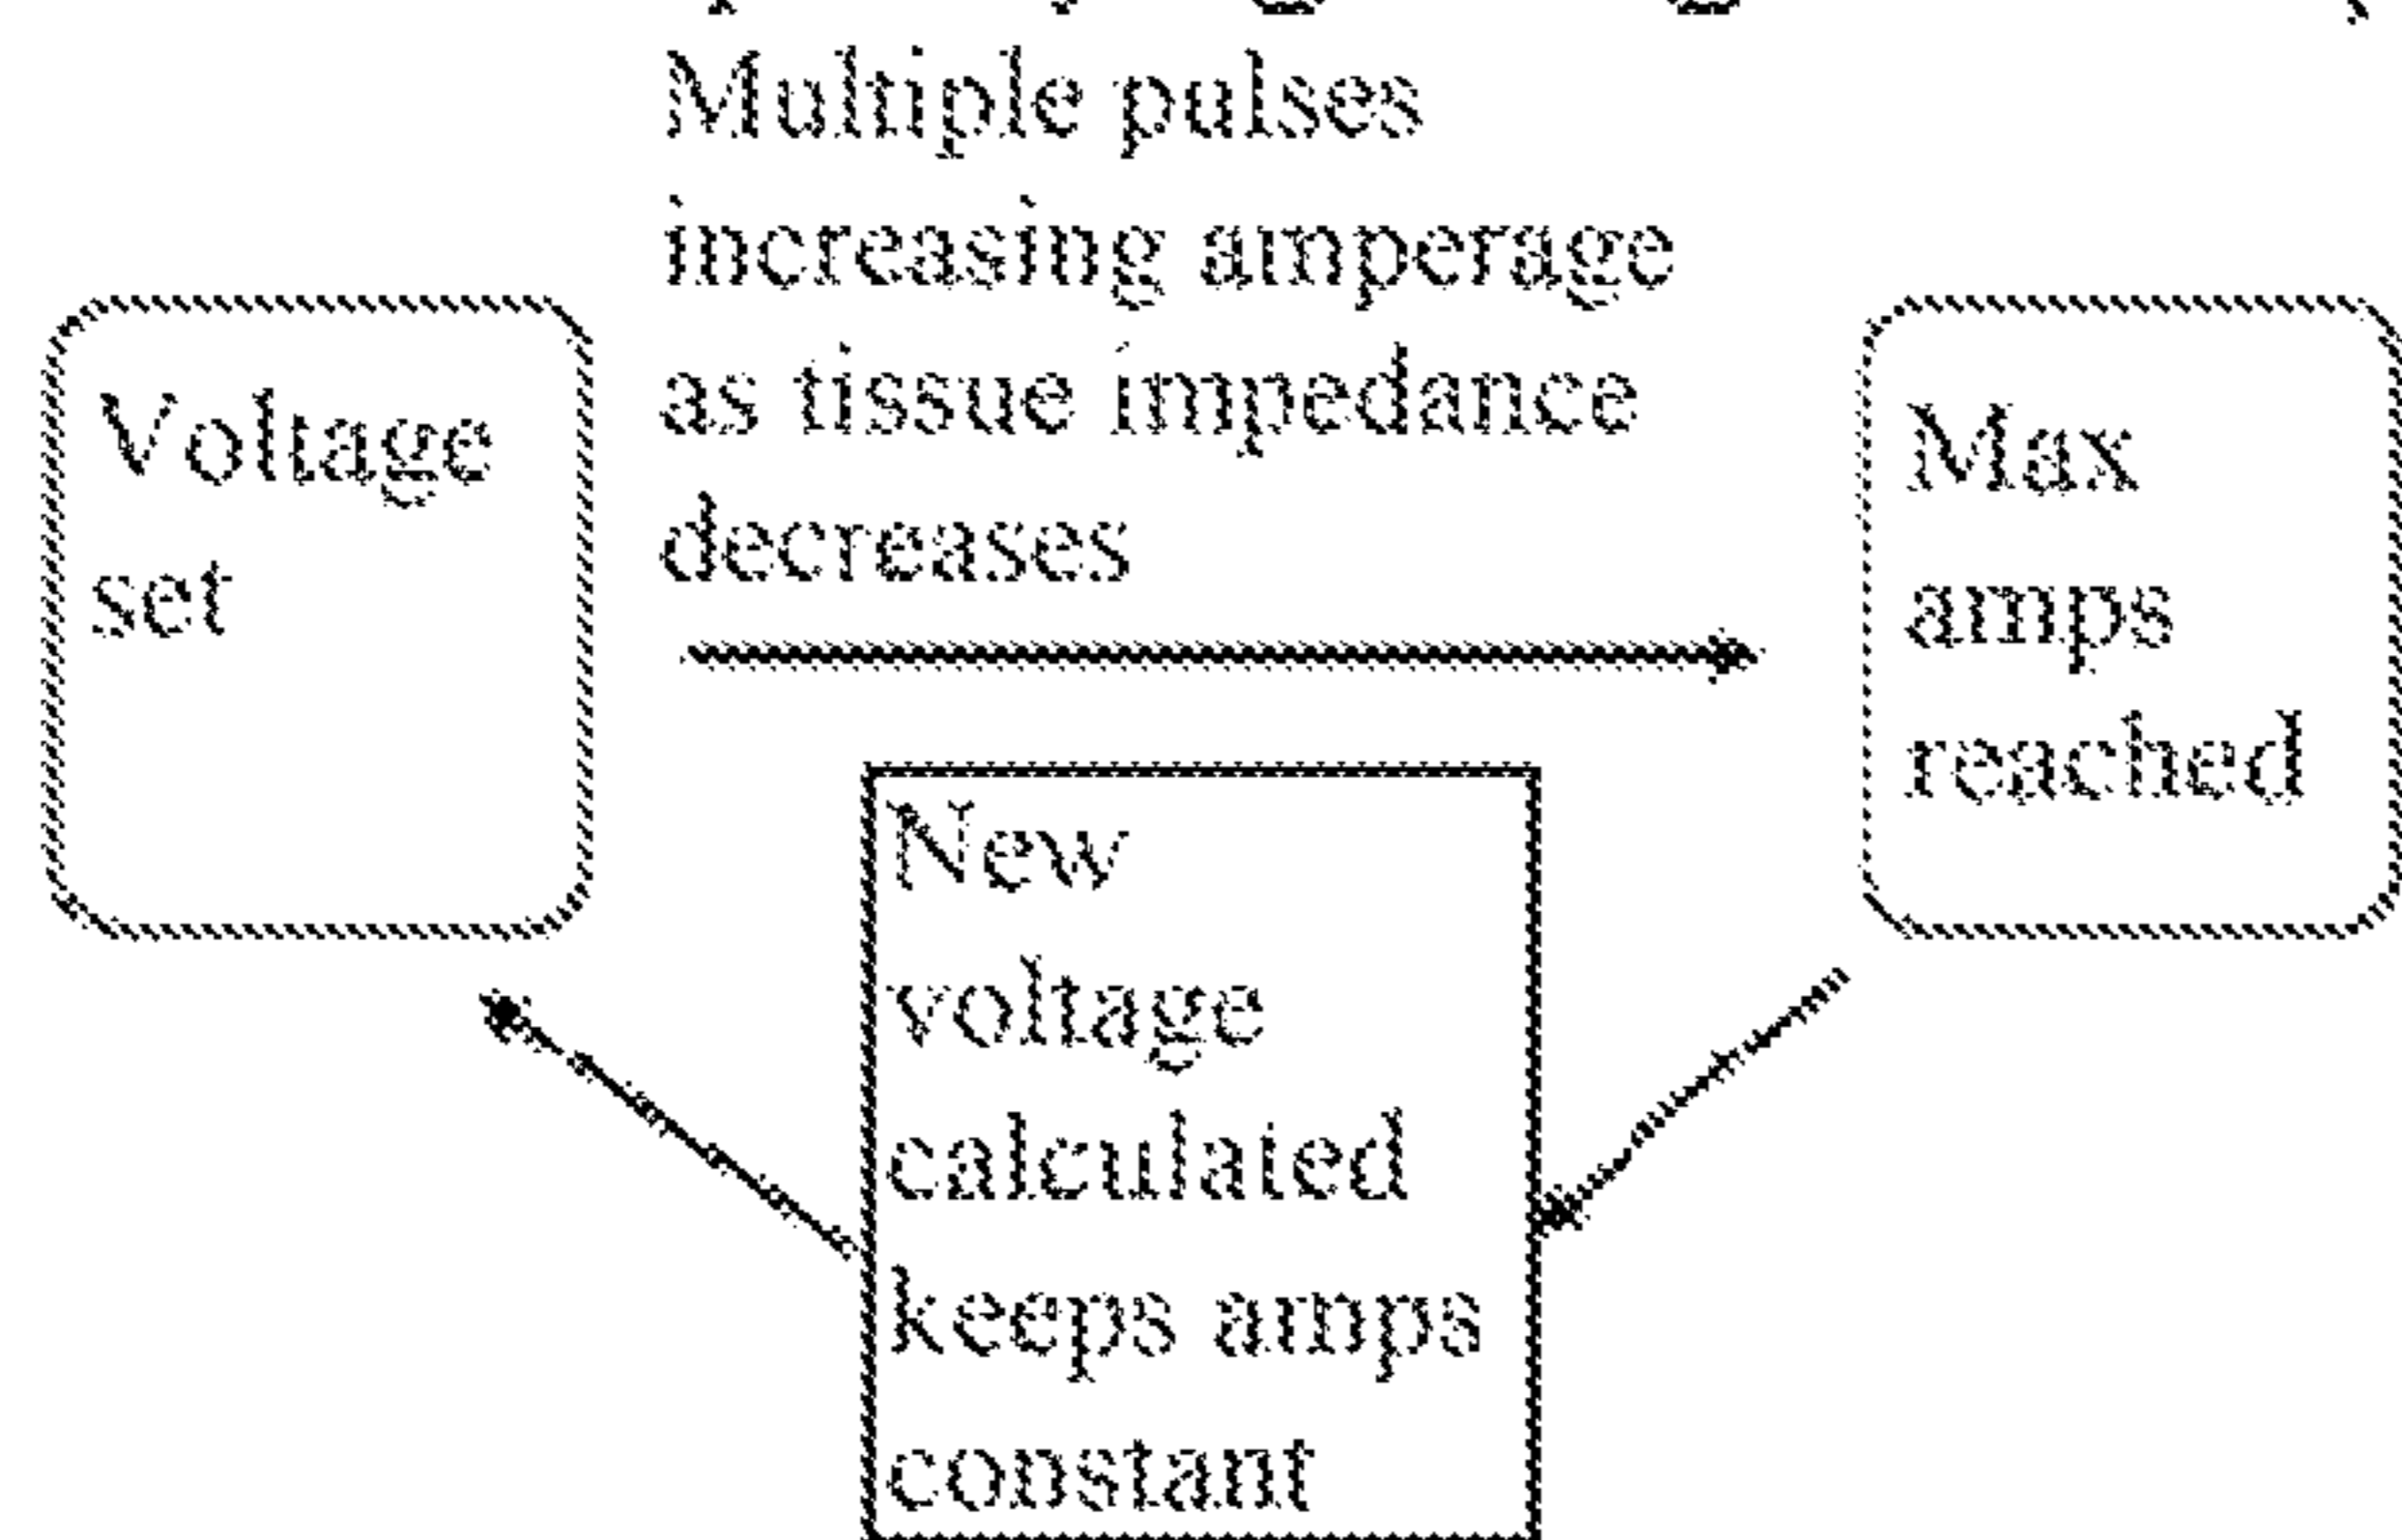 Multiple pulses
increasing amperage
as tissue impedance
decreases
Voltage
set
Max
amps
reached
New
voltage
calculated
keeps amps
constant